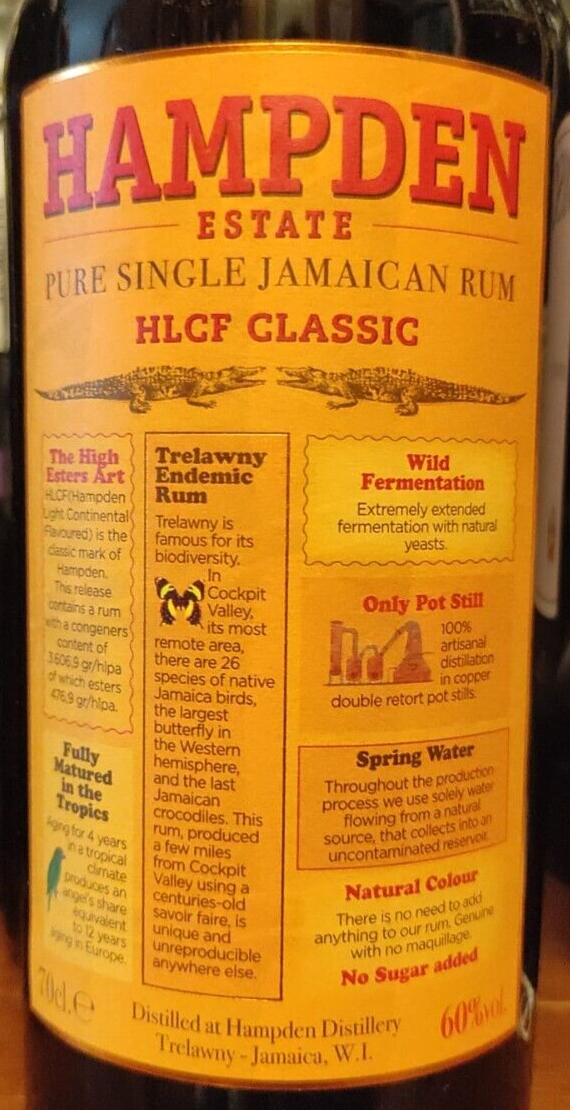 HAMPDEN
ESTATE
PURE SINGLE JAMAICAN RUM
HLCF CLASSIC
The High
Esters Art
HLCF(Hampden
Light Continental
Flavoured) is the
classic mark of
Hampden.
This release
contains a rum
with a congeners
content of
3.606,9 gr/hlpa
of which esters
476,9 gr/hlpa.
Fully
Matured
in the
Tropics
Aging for 4 years
in a tropical
climate
produces an
angel's share
equivalent
to 12 years
aging in Europe.
Trelawny
Endemic
Rum
Trelawny is
famous for its
biodiversity.
In
Cockpit
Valley,
its most
remote area,
there are 26
species of native
Jamaica birds,
the largest
butterfly in
the Western
hemisphere,
and the last
Jamaican
crocodiles. This
rum, produced
a few miles
from Cockpit
Valley using a
centuries-old
savoir faire, is
unique and
unreproducible
anywhere else.
Wild
Fermentation
Extremely extended
fermentation with natural
yeasts.
Only Pot Still
100%
artisanal
distillation
in copper
double retort pot stills.
Spring Water
Throughout the production
process we use solely water
flowing from a natural
source, that collects into an
uncontaminated reservoir.
Natural Colour
There is no need to add
anything to our rum. Genuine
with no maquillage.
No Sugar added
70cl.℮
Distilled at Hampden Distillery
Trelawny - Jamaica, W.I.
60%vol.